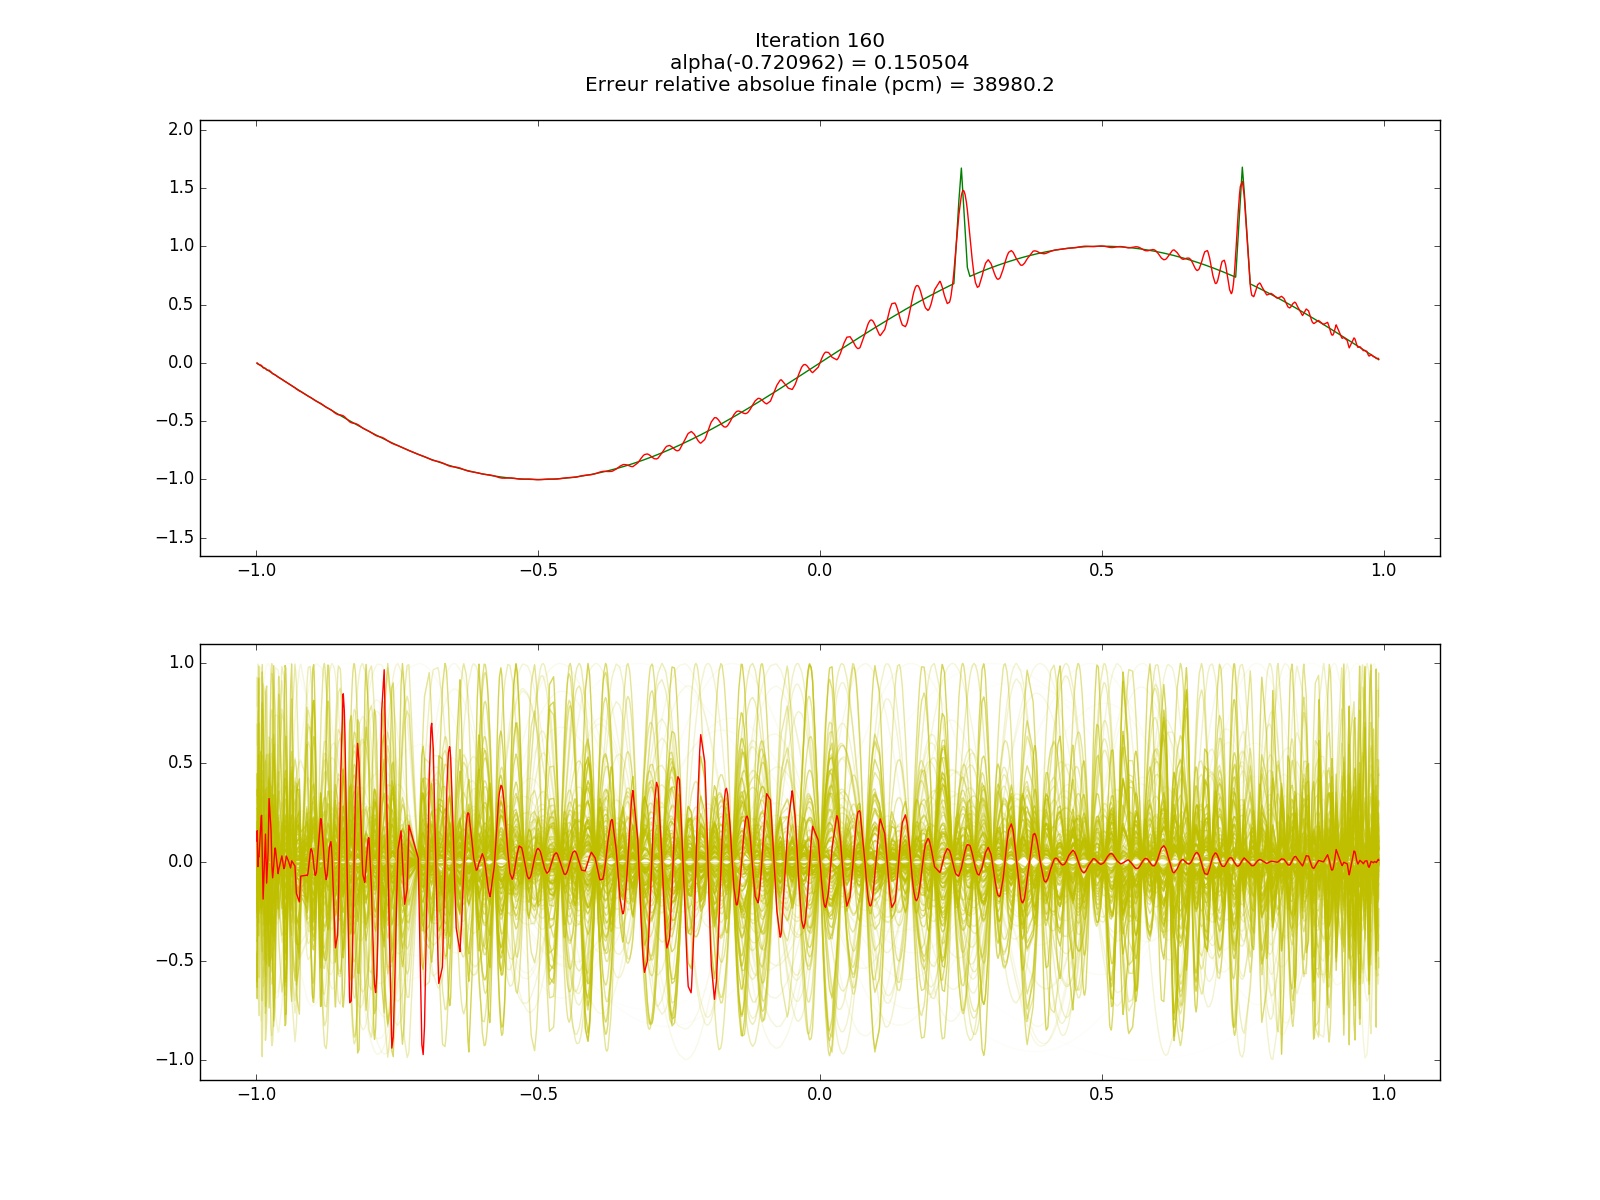 Iteration 160
alpha(-0.720962) = 0.150504
Erreur relative absolue finale (pcm) = 38980.2
2.0
1.5
1.0
0.5
0.0
−0.5
−1.0
−1.5
−1.0 −0.5 0.0 0.5 1.0
1.0
0.5
0.0
−0.5
−1.0
−1.0 −0.5 0.0 0.5 1.0